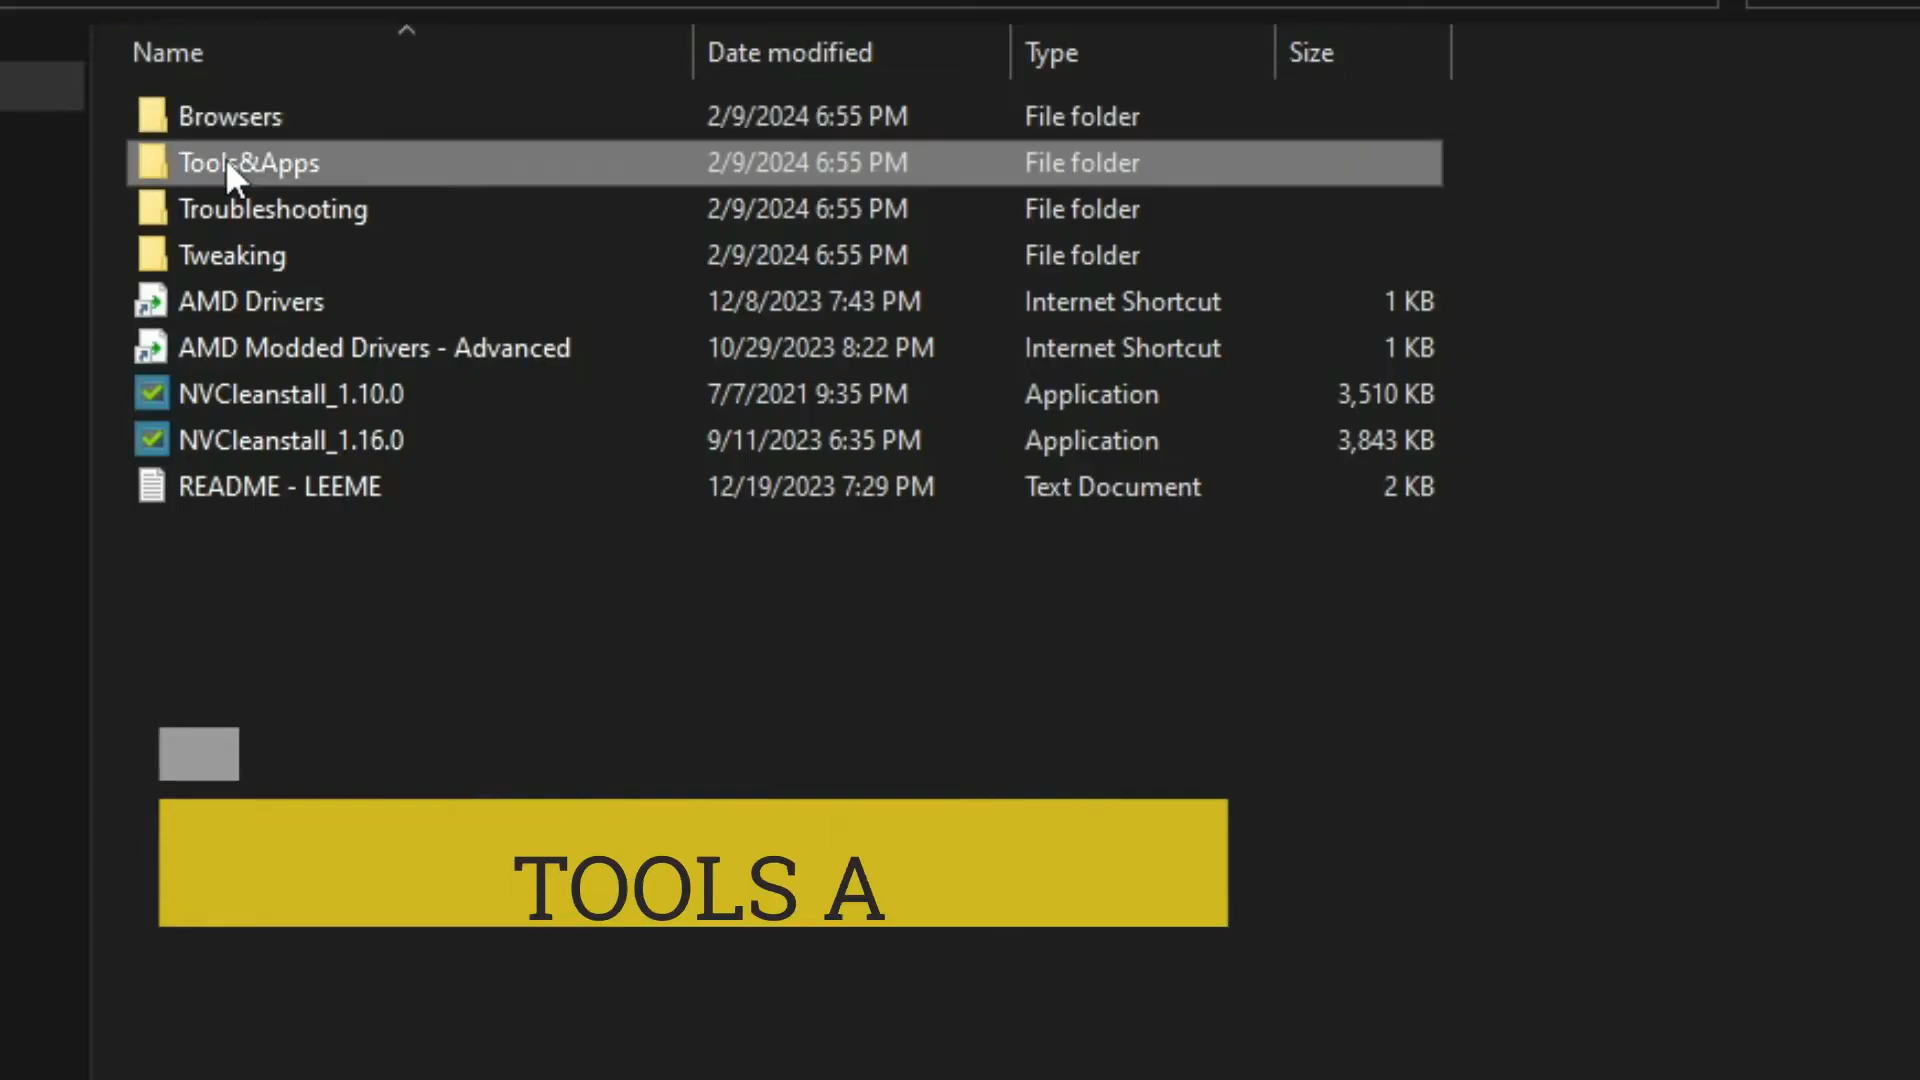 Name Date modified Type Size
Browsers 2/9/2024 6:55 PM File folder
Tools&Apps 2/9/2024 6:55 PM File folder
Troubleshooting 2/9/2024 6:55 PM File folder
Tweaking 2/9/2024 6:55 PM File folder
AMD Drivers 12/8/2023 7:43 PM Internet Shortcut 1 KB
AMD Modded Drivers - Advanced 10/29/2023 8:22 PM Internet Shortcut 1 KB
NVCleanstall_1.10.0 7/7/2021 9:35 PM Application 3,510 KB
NVCleanstall_1.16.0 9/11/2023 6:35 PM Application 3,843 KB
README - LEEME 12/19/2023 7:29 PM Text Document 2 KB
TOOLS A